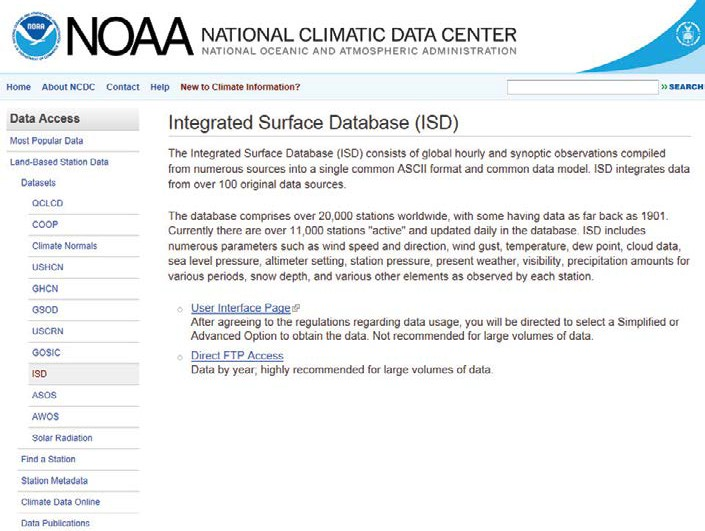 NOAA
NOAA NATIONAL CLIMATIC DATA CENTER
NATIONAL OCEANIC AND ATMOSPHERIC ADMINISTRATION
Home About NCDC Contact Help New to Climate Information? » SEARCH
Data Access
Most Popular Data
Land-Based Station Data
Datasets
QCLCD
COOP
Climate Normals
USHCN
GHCN
GSOD
USCRN
GOSIC
ISD
ASOS
AWOS
Solar Radiation
Find a Station
Station Metadata
Climate Data Online
Data Publications
Integrated Surface Database (ISD)
The Integrated Surface Database (ISD) consists of global hourly and synoptic observations compiled
from numerous sources into a single common ASCII format and common data model. ISD integrates data
from over 100 original data sources.
The database comprises over 20,000 stations worldwide, with some having data as far back as 1901.
Currently there are over 11,000 stations "active" and updated daily in the database. ISD includes
numerous parameters such as wind speed and direction, wind gust, temperature, dew point, cloud data,
sea level pressure, altimeter setting, station pressure, present weather, visibility, precipitation amounts for
various periods, snow depth, and various other elements as observed by each station.
User Interface Page
After agreeing to the regulations regarding data usage, you will be directed to select a Simplified or
Advanced Option to obtain the data. Not recommended for large volumes of data.
Direct FTP Access
Data by year; highly recommended for large volumes of data.